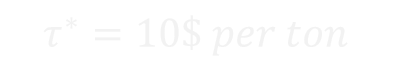 τ* = 10$ per ton